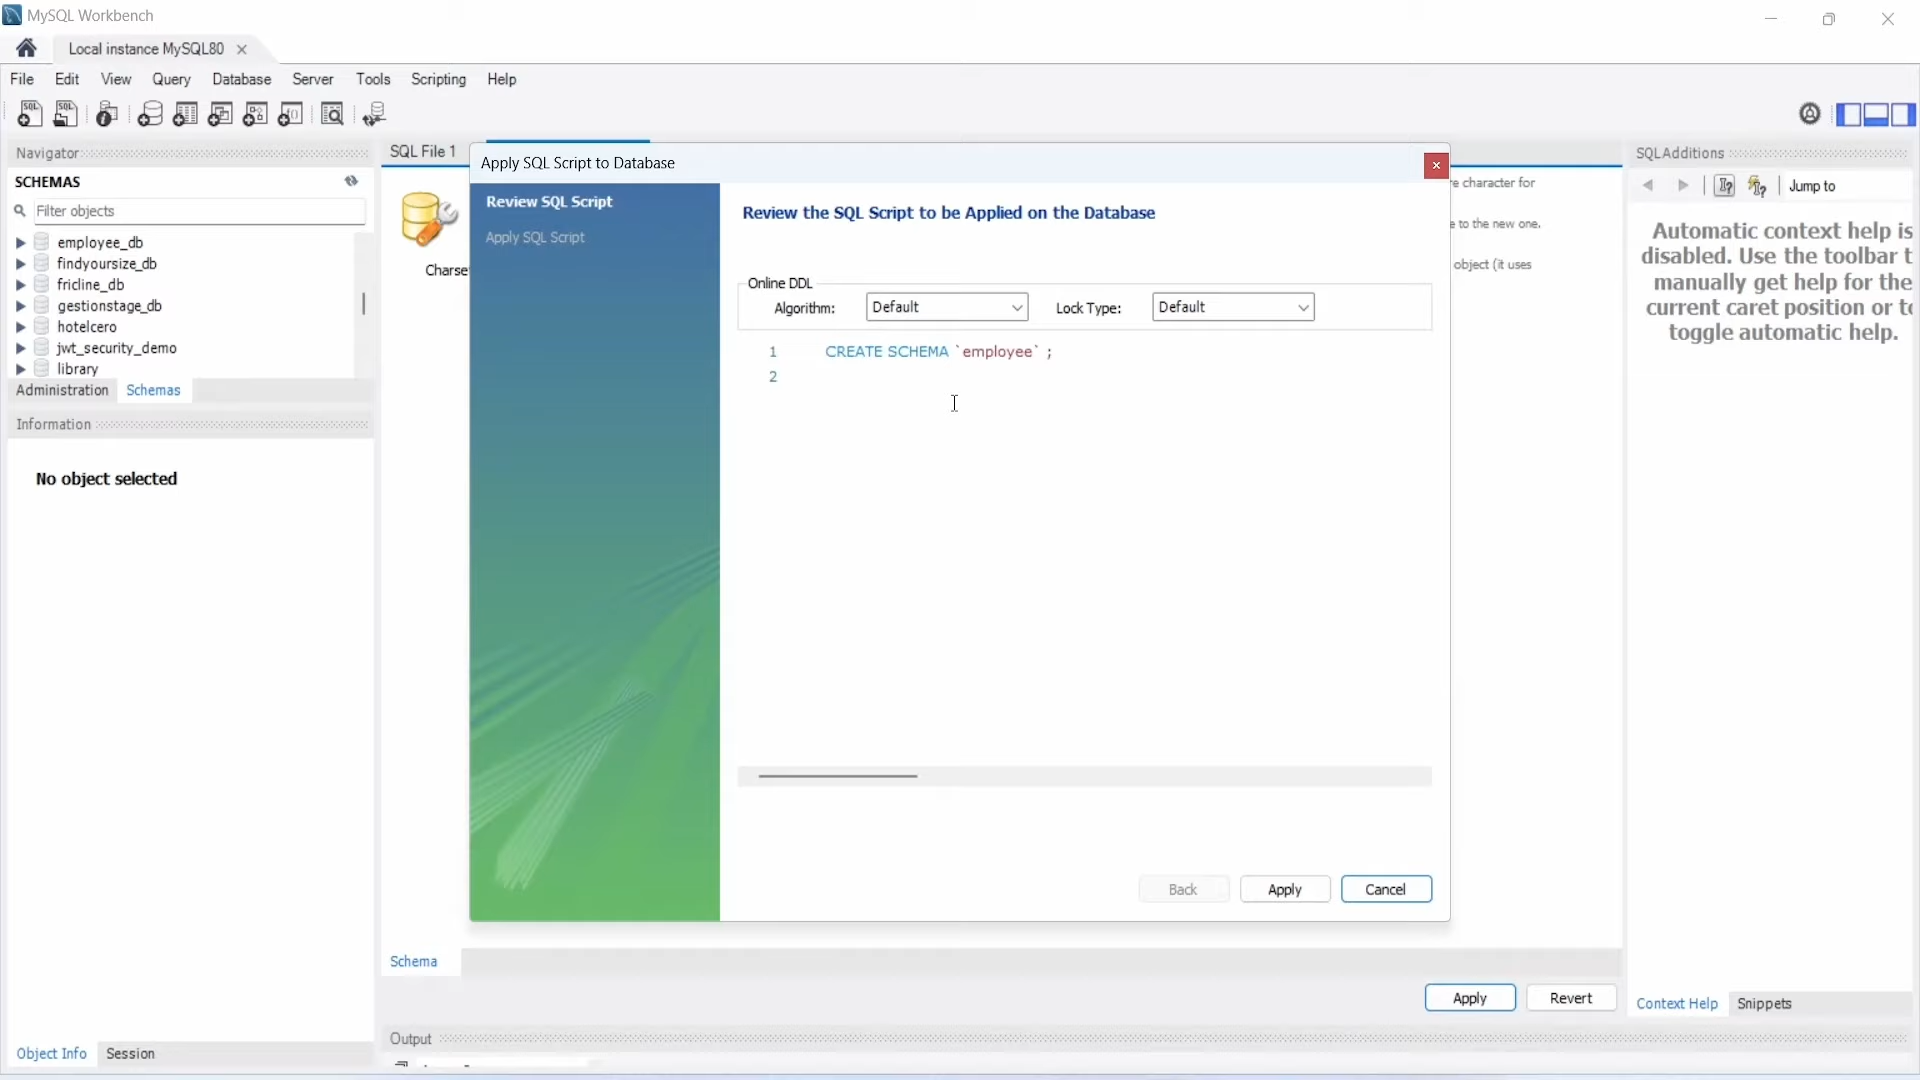 MySQL Workbench
Local instance MySQL80
File Edit View Query Database Server Tools Scripting Help
Navigator
SCHEMAS
Filter objects
employee_db
findyoursize_db
fricline_db
gestionstage_db
hotelcero
jwt_security_demo
library
Administration Schemas
Information
No object selected
Object Info Session
SQL File 1
Charse
Apply SQL Script to Database
Review SQL Script
Apply SQL Script
Review the SQL Script to be Applied on the Database
Online DDL
Algorithm: Default Lock Type: Default
1 CREATE SCHEMA `employee` ;
2
Back Apply Cancel
e character for
e to the new one.
object (it uses
Schema
Apply Revert
Output
SQLAdditions
Jump to
Automatic context help is
disabled. Use the toolbar t
manually get help for the
current caret position or to
toggle automatic help.
Context Help Snippets